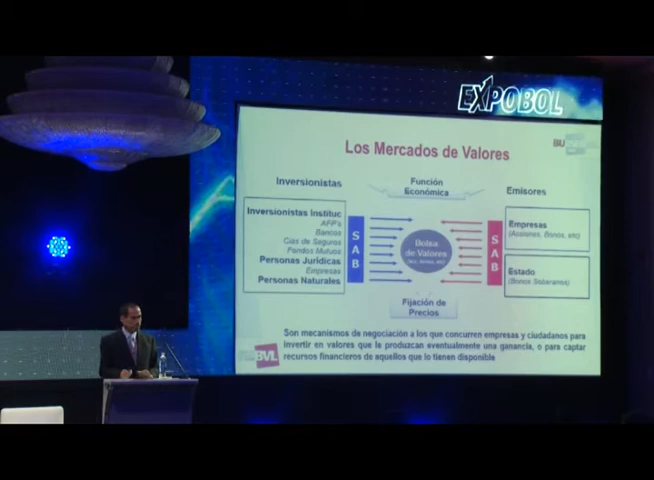 EXPOBOL
Los Mercados de Valores
Inversionistas
Función
Económica
Emisores
Inversionistas Instituc
AFP's
Bancos
Cias de Seguros
Fondos Mutuos
Personas Jurídicas
Empresas
Personas Naturales
SAB
Bolsa
de Valores
SAB
Empresas
(Acciones, Bonos, etc)
Estado
(Bonos Soberanos)
Fijación de
Precios
Son mecanismos de negociación a los que concurren empresas y ciudadanos para
invertir en valores que le produzcan eventualmente una ganancia, o para captar
recursos financieros de aquellos que lo tienen disponible
BVL